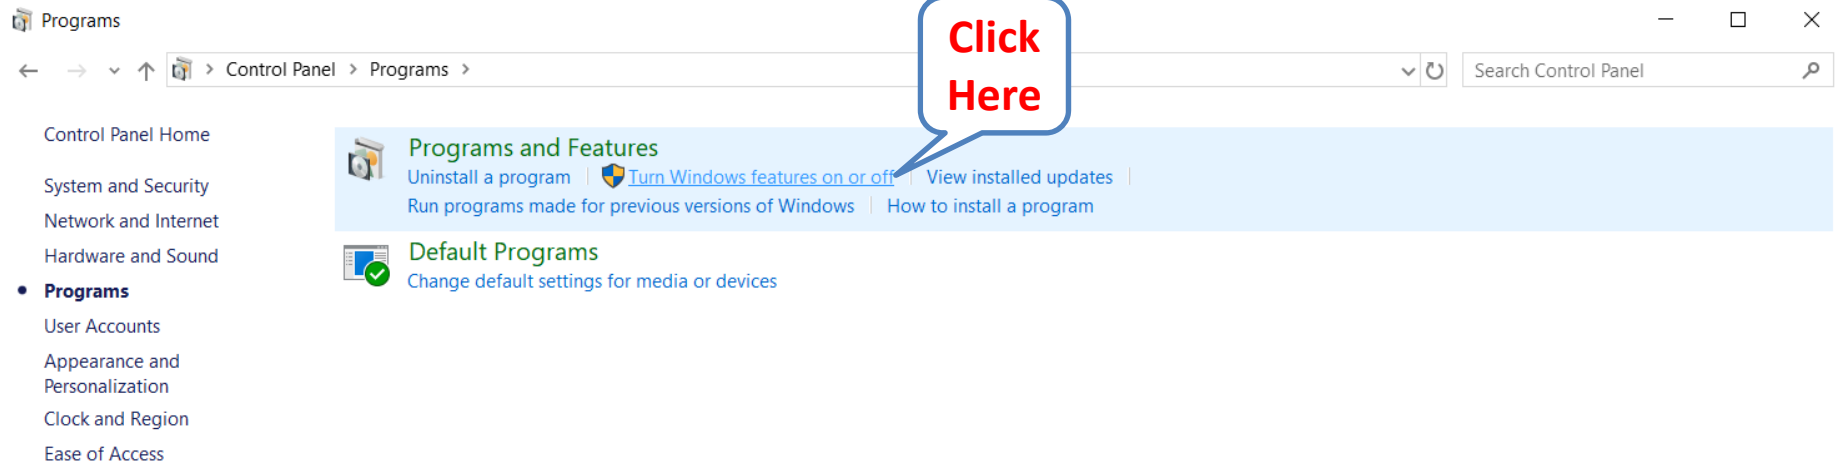 Programs
Click
Here
Control Panel > Programs >
Search Control Panel
Control Panel Home
System and Security
Network and Internet
Hardware and Sound
Programs
User Accounts
Appearance and
Personalization
Clock and Region
Ease of Access
Programs and Features
Uninstall a program | Turn Windows features on or off | View installed updates |
Run programs made for previous versions of Windows | How to install a program
Default Programs
Change default settings for media or devices